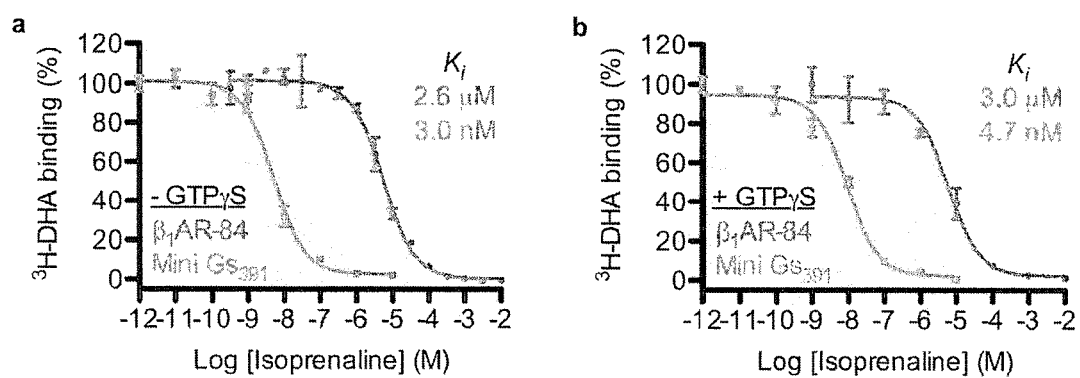 a
120
100
80
60
40
20
0
³H-DHA binding (%)
Kᵢ
2.6 µM
3.0 nM
- GTPγS
β₁AR-84
Mini Gs₃₉₁
-12 -11 -10 -9 -8 -7 -6 -5 -4 -3 -2
Log [Isoprenaline] (M)
b
120
100
80
60
40
20
0
³H-DHA binding (%)
Kᵢ
3.0 µM
4.7 nM
+ GTPγS
β₁AR-84
Mini Gs₃₉₁
-12 -11 -10 -9 -8 -7 -6 -5 -4 -3 -2
Log [Isoprenaline] (M)